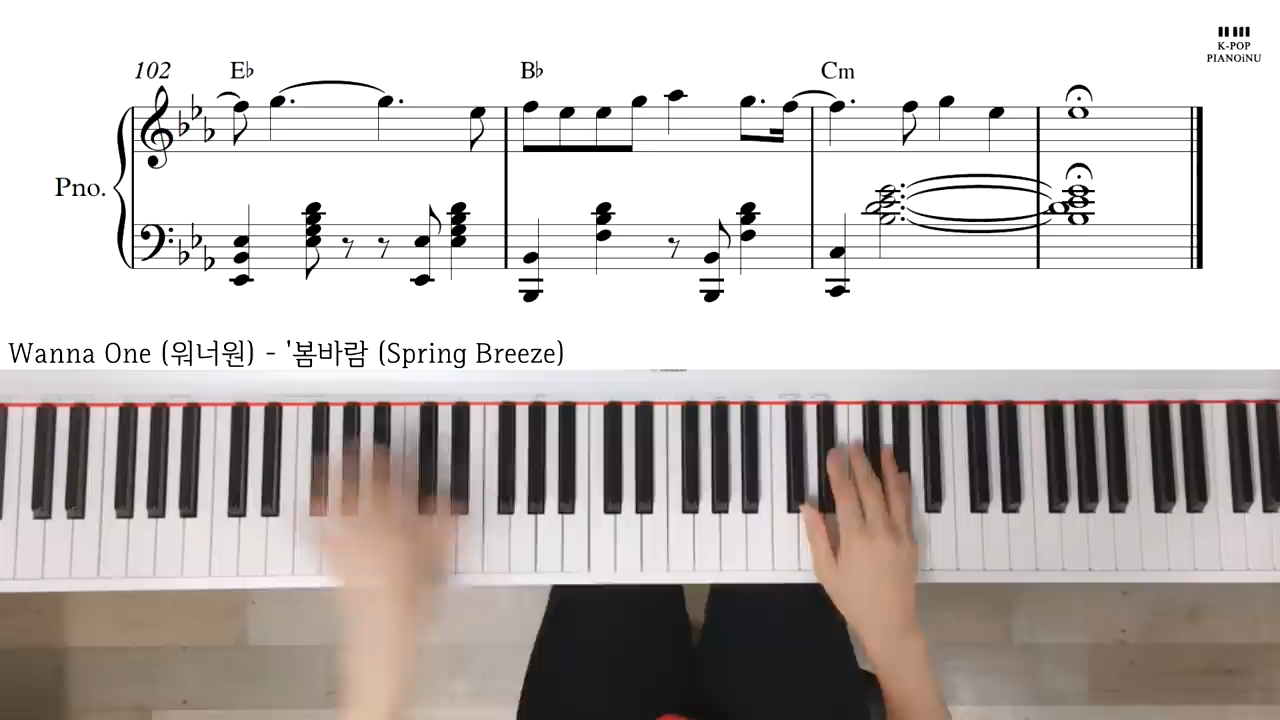 K-POP
PIANOiNU
102
E♭
B♭
Cm
Pno.
Wanna One (워너원) - '봄바람 (Spring Breeze)